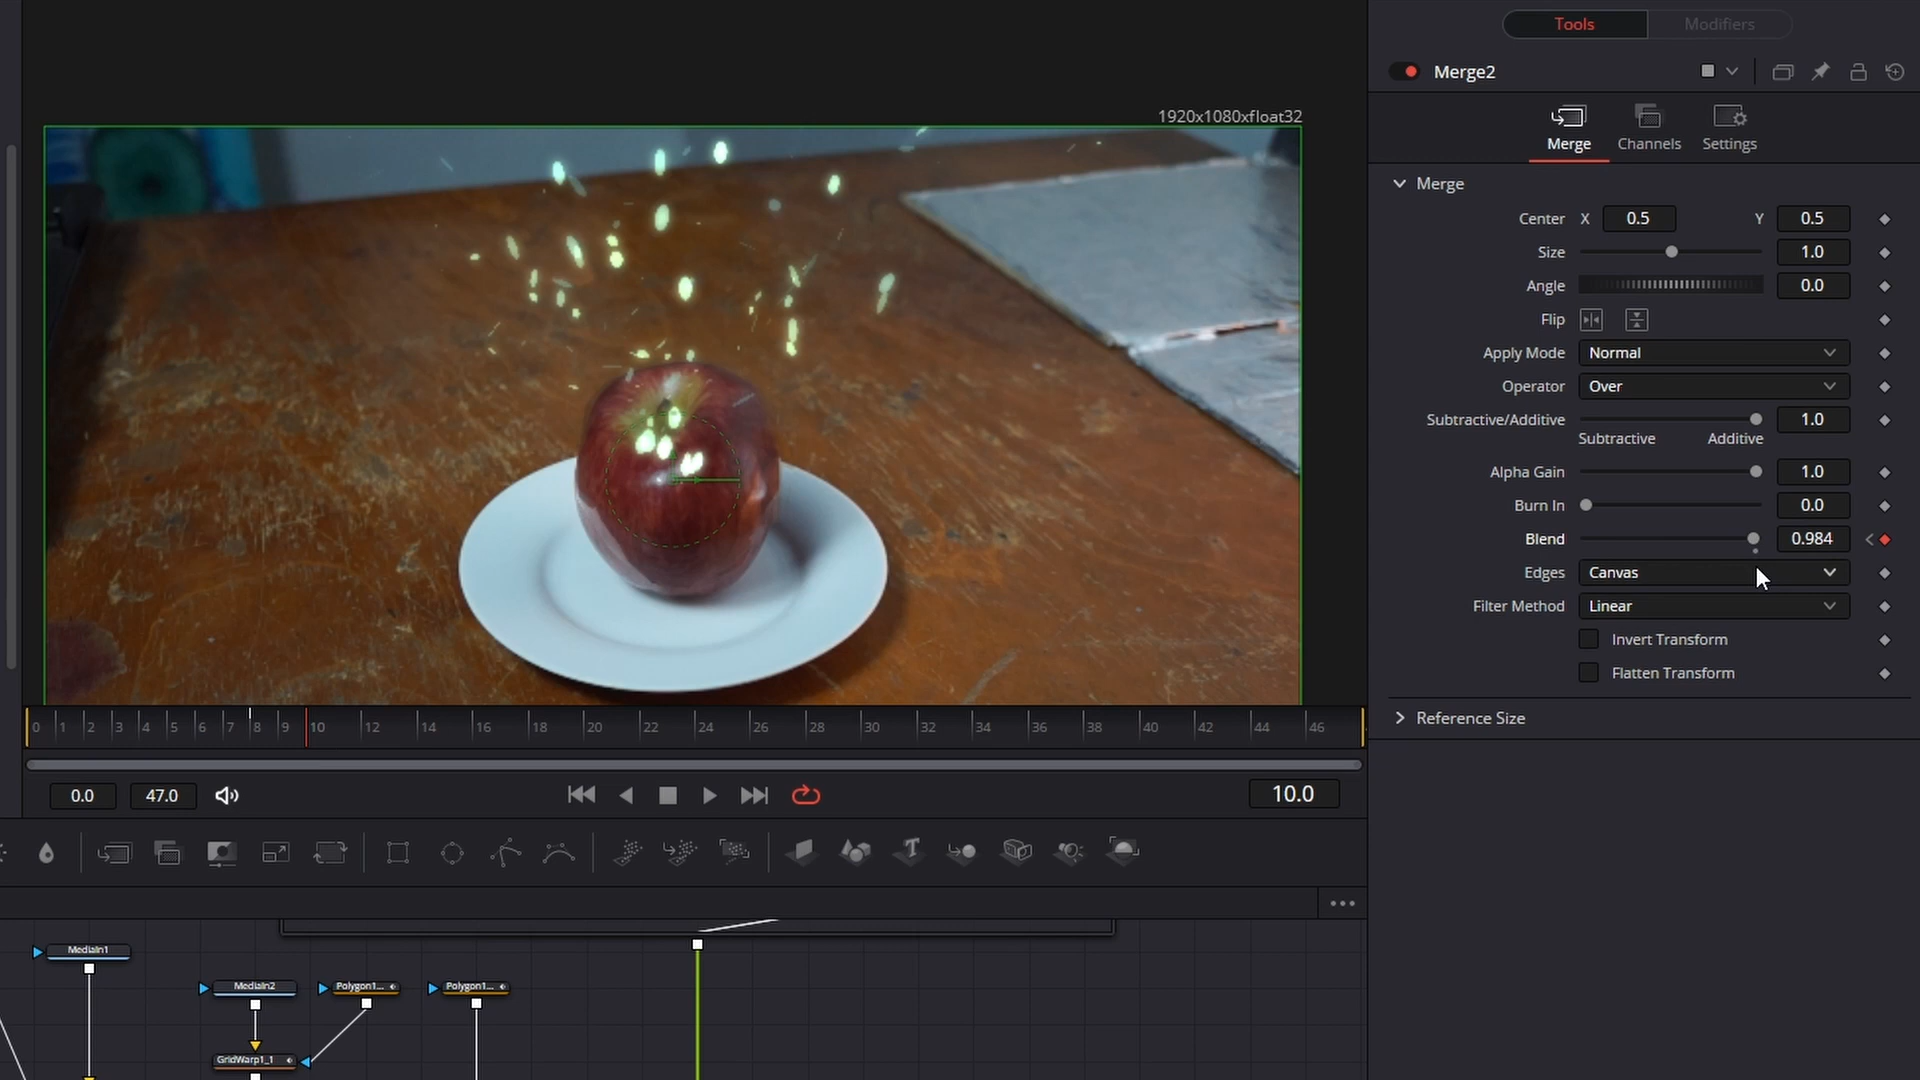 Tools
Modifiers
Merge2
1920x1080xfloat32
Merge
Channels
Settings
Merge
Center X 0.5 Y 0.5
Size 1.0
Angle 0.0
Flip
Apply Mode Normal
Operator Over
Subtractive/Additive 1.0
Subtractive Additive
Alpha Gain 1.0
Burn In 0.0
Blend 0.984
Edges Canvas
Filter Method Linear
Invert Transform
Flatten Transform
Reference Size
0 1 2 3 4 5 6 7 8 9 10 12 14 16 18 20 22 24 26 28 30 32 34 36 38 40 42 44 46
0.0 47.0 10.0
MediaIn1
MediaIn2 Polygon1... Polygon1...
GridWarp1_1